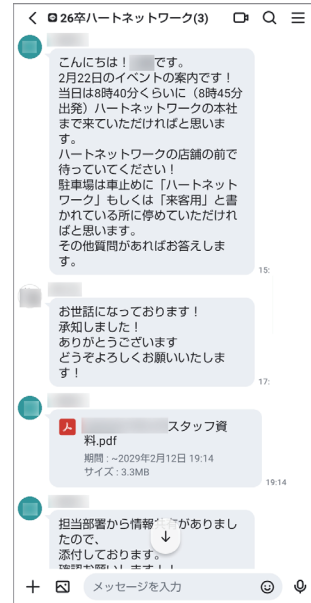 26卒ハートネットワーク(3)
こんにちは！ です。
2月22日のイベントの案内です！
当日は8時40分くらいに（8時45分
出発）ハートネットワークの本社
まで来ていただければと思いま
す。
ハートネットワークの店舗の前で
待っていてください！
駐車場は車止めに「ハートネット
ワーク」もしくは「来客用」と書
かれている所に停めていただけれ
ばと思います。
その他質問があればお答えしま
す。
15:
お世話になっております！
承知しました！
ありがとうございます
どうぞよろしくお願いいたしま
す！
17:
スタッフ資
料.pdf
期間 : ~2029年2月12日 19:14
サイズ : 3.3MB
19:14
担当部署から情報 がありまし
たので、
添付しております。
確認お願いします！！
メッセージを入力